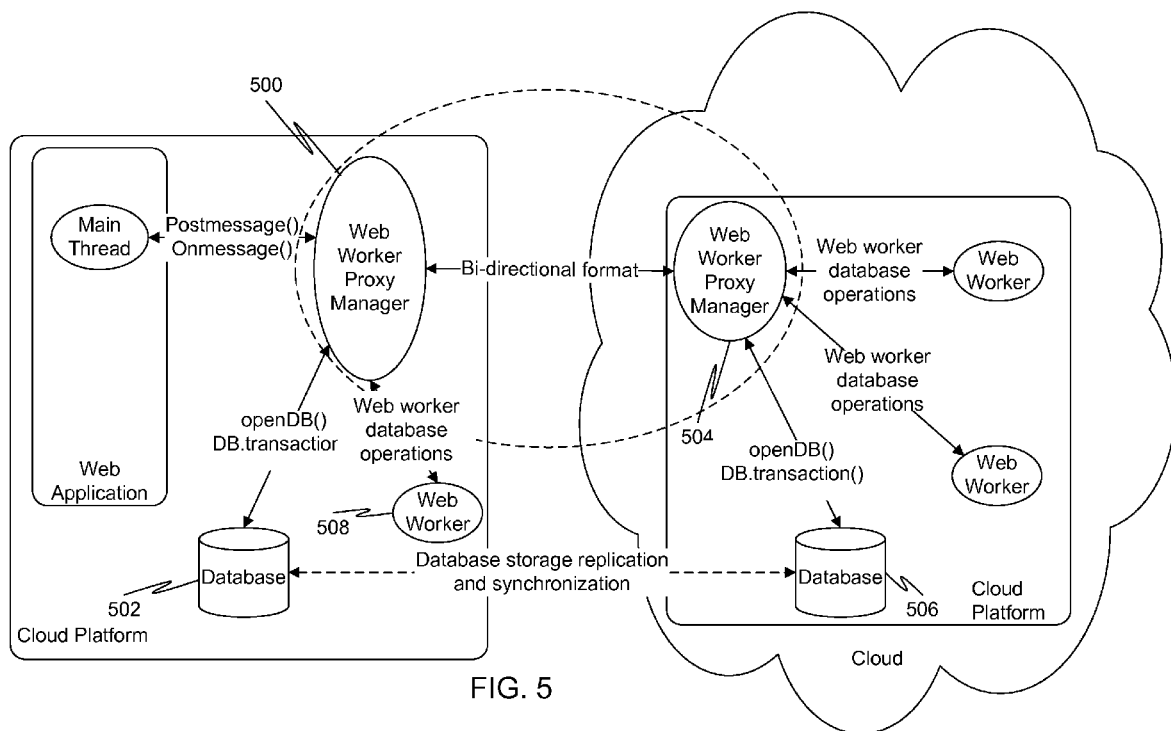 500
Main
Thread
Postmessage()
Onmessage()
Web
Worker
Proxy
Manager
Bi-directional format
Web
Worker
Proxy
Manager
Web worker
database
operations
Web
Worker
Web worker
database
operations
openDB()
DB.transactior
Web worker
database
operations
504
openDB()
DB.transaction()
Web
Worker
Web
Application
Web
Worker
508
Database
Database storage replication
and synchronization
Database
502
506
Cloud Platform
Cloud
Platform
Cloud
FIG. 5